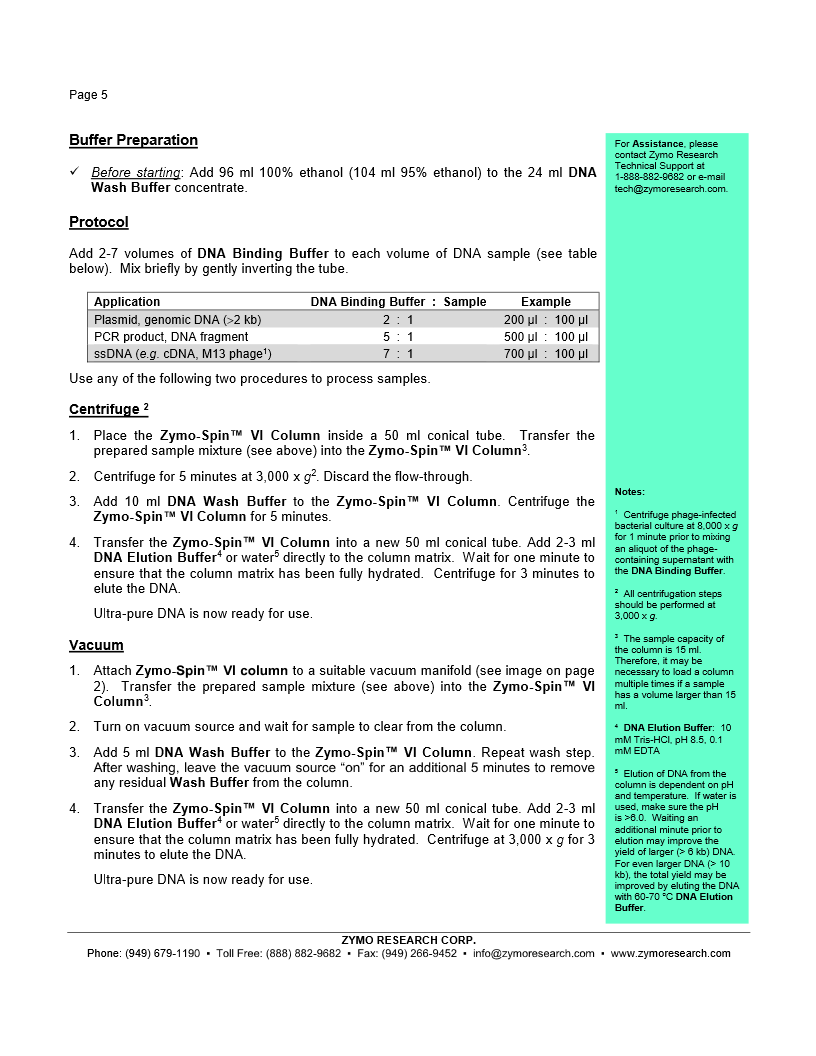 Page 5
Buffer Preparation
✓ Before starting: Add 96 ml 100% ethanol (104 ml 95% ethanol) to the 24 ml DNA
Wash Buffer concentrate.
Protocol
Add 2-7 volumes of DNA Binding Buffer to each volume of DNA sample (see table
below). Mix briefly by gently inverting the tube.
Application DNA Binding Buffer : Sample Example
Plasmid, genomic DNA (>2 kb) 2 : 1 200 µl : 100 µl
PCR product, DNA fragment 5 : 1 500 µl : 100 µl
ssDNA (e.g. cDNA, M13 phage¹) 7 : 1 700 µl : 100 µl
Use any of the following two procedures to process samples.
Centrifuge ²
1. Place the Zymo-Spin™ VI Column inside a 50 ml conical tube. Transfer the
prepared sample mixture (see above) into the Zymo-Spin™ VI Column³.
2. Centrifuge for 5 minutes at 3,000 x g². Discard the flow-through.
3. Add 10 ml DNA Wash Buffer to the Zymo-Spin™ VI Column. Centrifuge the
Zymo-Spin™ VI Column for 5 minutes.
4. Transfer the Zymo-Spin™ VI Column into a new 50 ml conical tube. Add 2-3 ml
DNA Elution Buffer⁴ or water⁵ directly to the column matrix. Wait for one minute to
ensure that the column matrix has been fully hydrated. Centrifuge for 3 minutes to
elute the DNA.
Ultra-pure DNA is now ready for use.
Vacuum
1. Attach Zymo-Spin™ VI column to a suitable vacuum manifold (see image on page
2). Transfer the prepared sample mixture (see above) into the Zymo-Spin™ VI
Column³.
2. Turn on vacuum source and wait for sample to clear from the column.
3. Add 5 ml DNA Wash Buffer to the Zymo-Spin™ VI Column. Repeat wash step.
After washing, leave the vacuum source “on” for an additional 5 minutes to remove
any residual Wash Buffer from the column.
4. Transfer the Zymo-Spin™ VI Column into a new 50 ml conical tube. Add 2-3 ml
DNA Elution Buffer⁴ or water⁵ directly to the column matrix. Wait for one minute to
ensure that the column matrix has been fully hydrated. Centrifuge at 3,000 x g for 3
minutes to elute the DNA.
Ultra-pure DNA is now ready for use.
For Assistance, please
contact Zymo Research
Technical Support at
1-888-882-9682 or e-mail
tech@zymoresearch.com.
Notes:
¹ Centrifuge phage-infected
bacterial culture at 8,000 x g
for 1 minute prior to mixing
an aliquot of the phage-
containing supernatant with
the DNA Binding Buffer.
² All centrifugation steps
should be performed at
3,000 x g.
³ The sample capacity of
the column is 15 ml.
Therefore, it may be
necessary to load a column
multiple times if a sample
has a volume larger than 15
ml.
⁴ DNA Elution Buffer: 10
mM Tris-HCl, pH 8.5, 0.1
mM EDTA
⁵ Elution of DNA from the
column is dependent on pH
and temperature. If water is
used, make sure the pH
is >6.0. Waiting an
additional minute prior to
elution may improve the
yield of larger (> 6 kb) DNA.
For even larger DNA (> 10
kb), the total yield may be
improved by eluting the DNA
with 60-70 °C DNA Elution
Buffer.
ZYMO RESEARCH CORP.
Phone: (949) 679-1190 ▪ Toll Free: (888) 882-9682 ▪ Fax: (949) 266-9452 ▪ info@zymoresearch.com ▪ www.zymoresearch.com